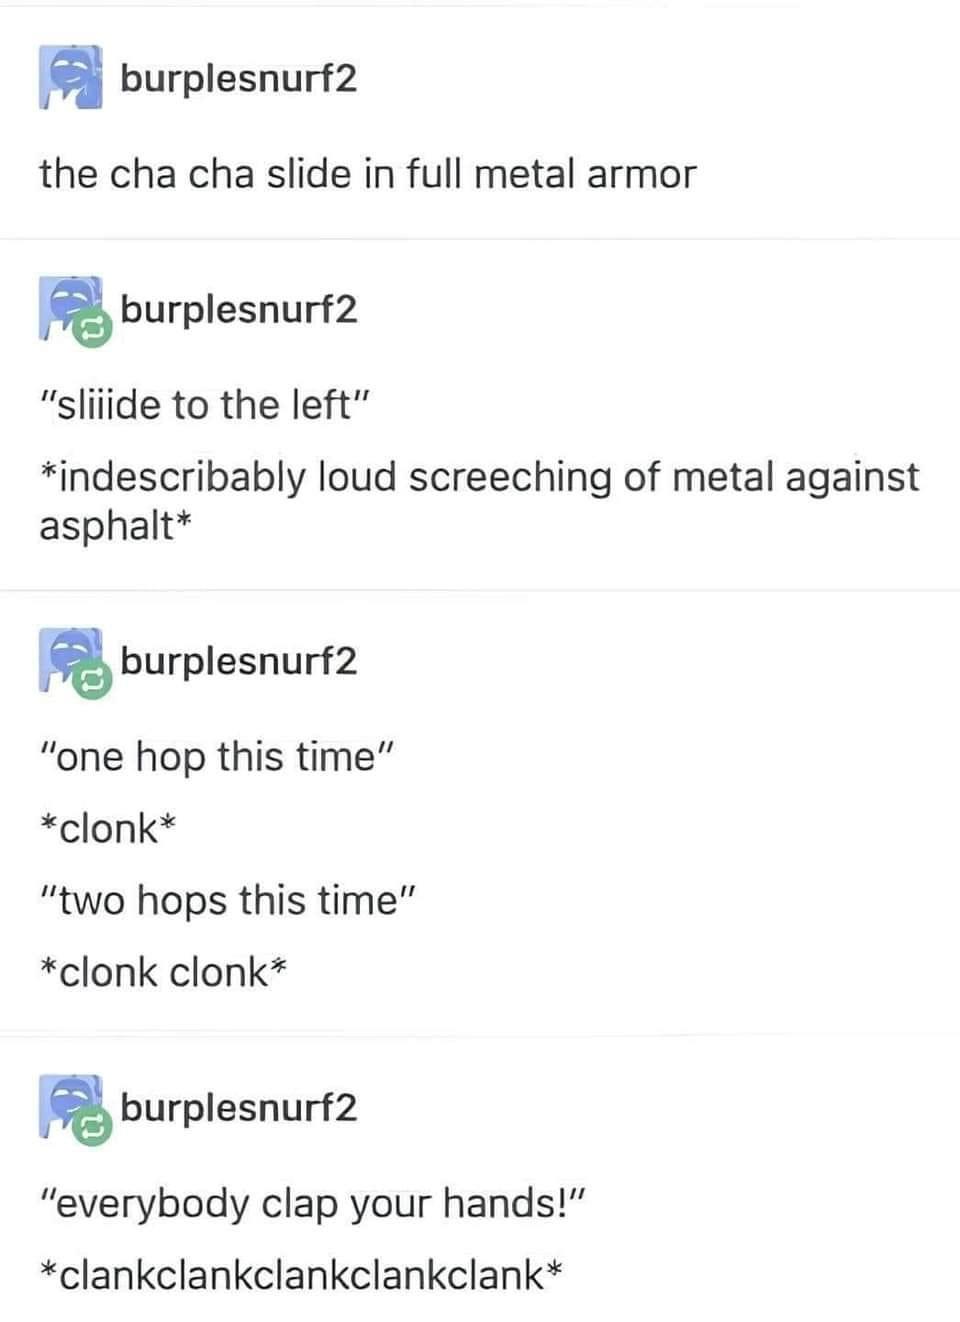 burplesnurf2
the cha cha slide in full metal armor
burplesnurf2
"sliiide to the left"
*indescribably loud screeching of metal against
asphalt*
burplesnurf2
"one hop this time"
*clonk*
"two hops this time"
*clonk clonk*
burplesnurf2
"everybody clap your hands!"
*clankclankclankclankclank*